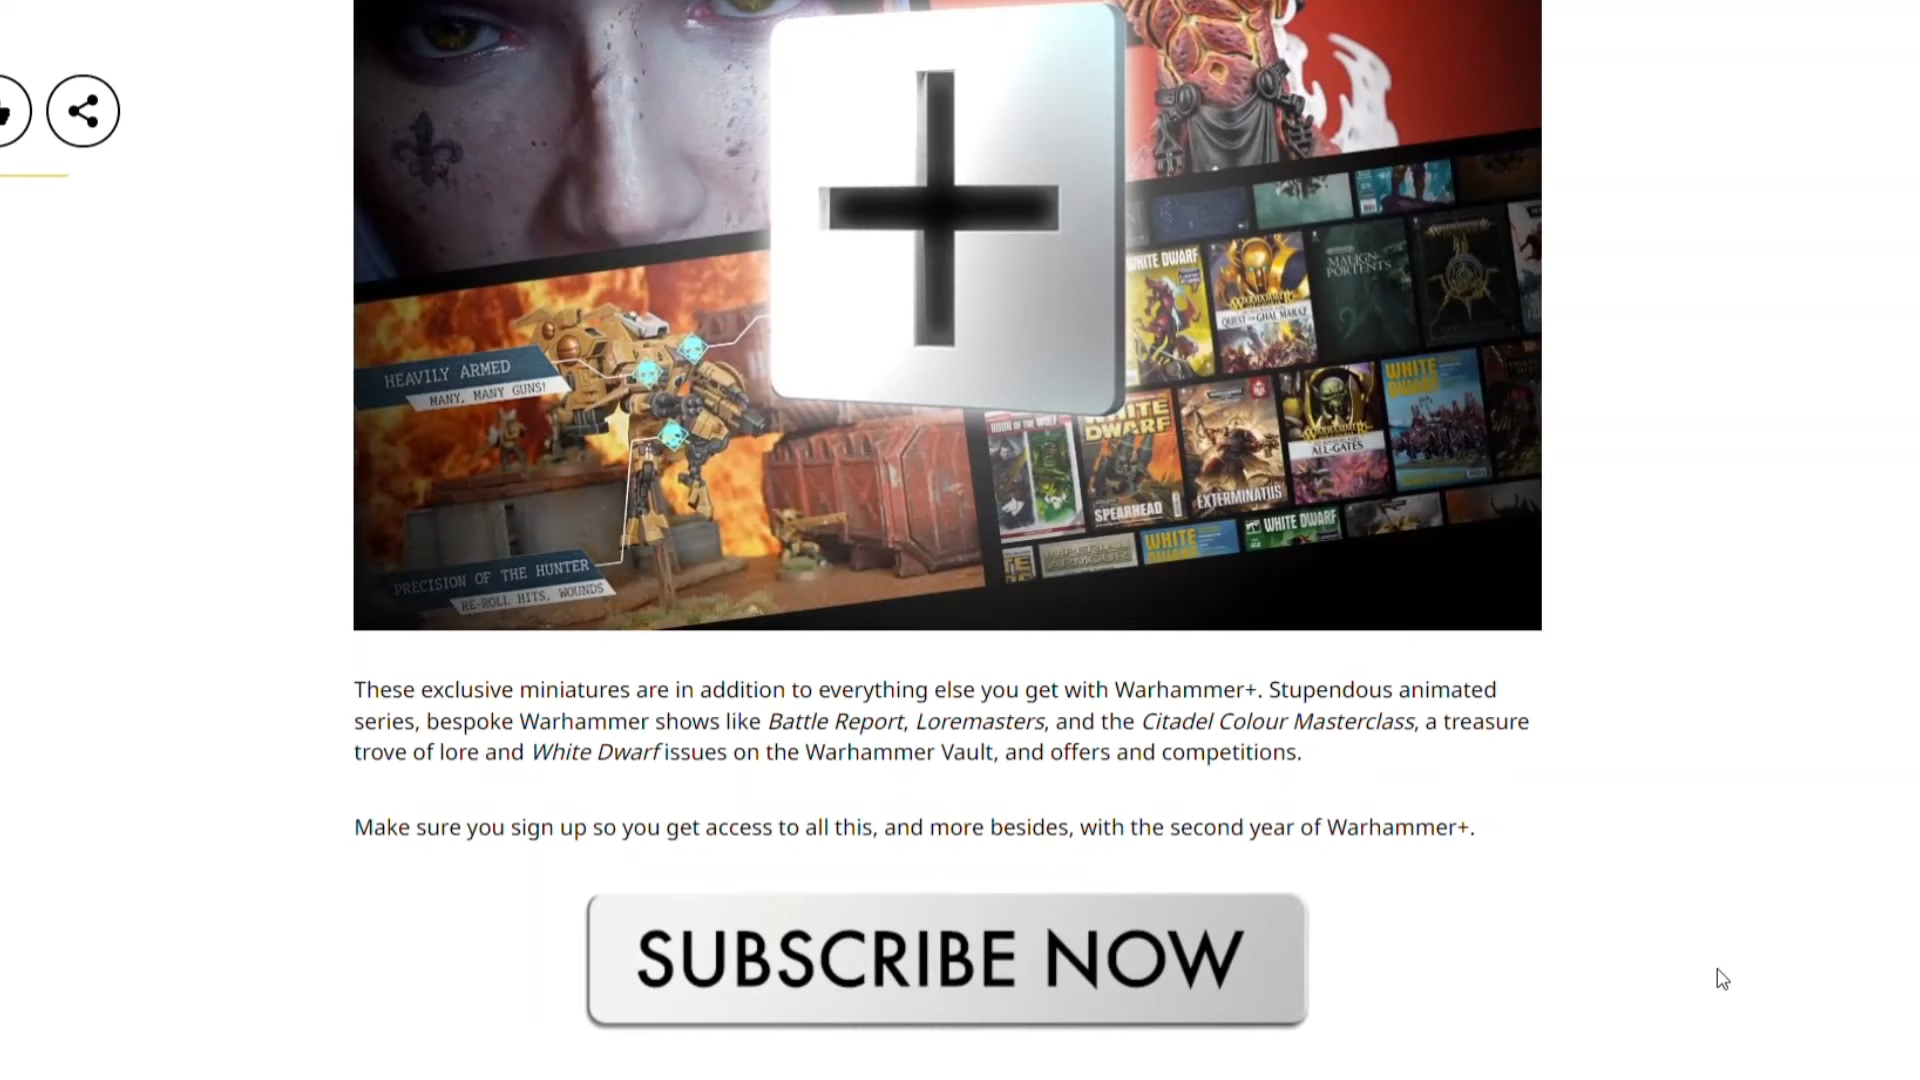 WHITE DWARF
WARHAMMER
QUEST FOR GHAL MARAZ
MALIGN
PORTENTS
HEAVILY ARMED
MANY, MANY GUNS!
WHITE
DWARF
WHITE
DWARF
SPEARHEAD
EXTERMINATUS
ALL-GATES
PRECISION OF THE HUNTER
RE-ROLL HITS, WOUNDS
IMPERIAL
ARMOUR
WHITE
DWARF
WHITE DWARF
These exclusive miniatures are in addition to everything else you get with Warhammer+. Stupendous animated
series, bespoke Warhammer shows like Battle Report, Loremasters, and the Citadel Colour Masterclass, a treasure
trove of lore and White Dwarf issues on the Warhammer Vault, and offers and competitions.
Make sure you sign up so you get access to all this, and more besides, with the second year of Warhammer+.
SUBSCRIBE NOW